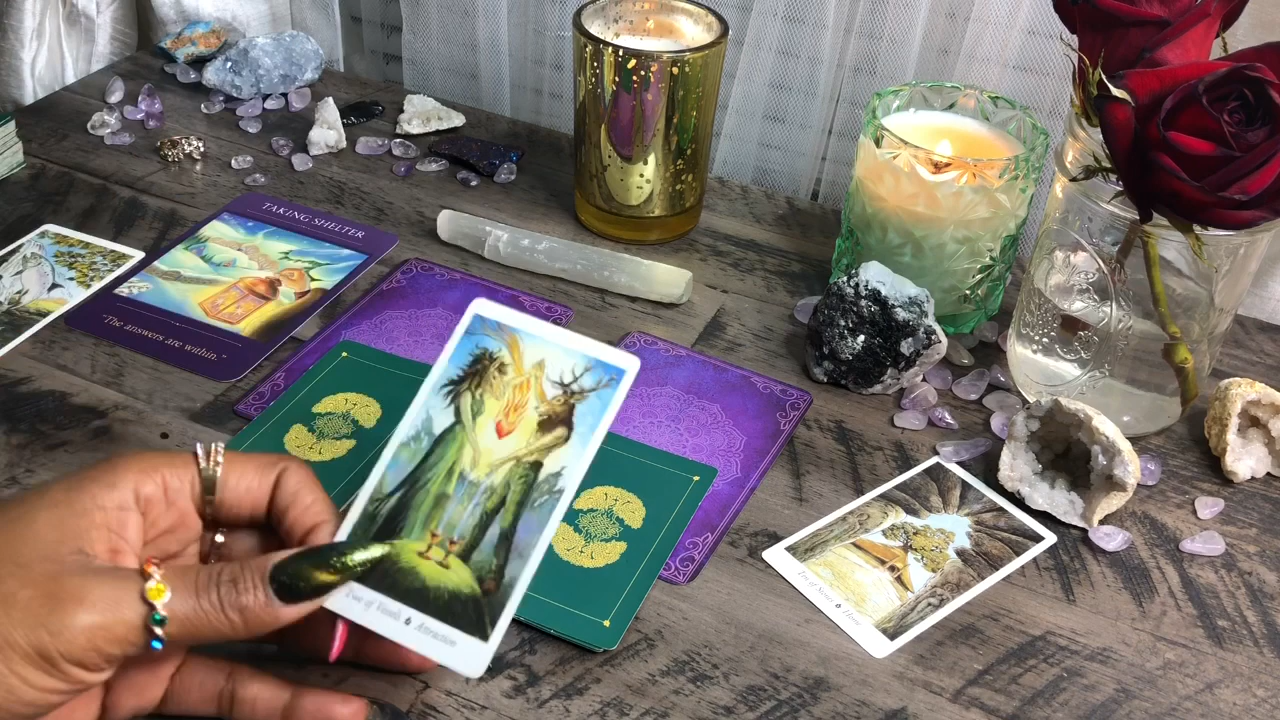 TAKING SHELTER
"The answers are within."
Two of Vessels Attraction
Ten of Stones Home